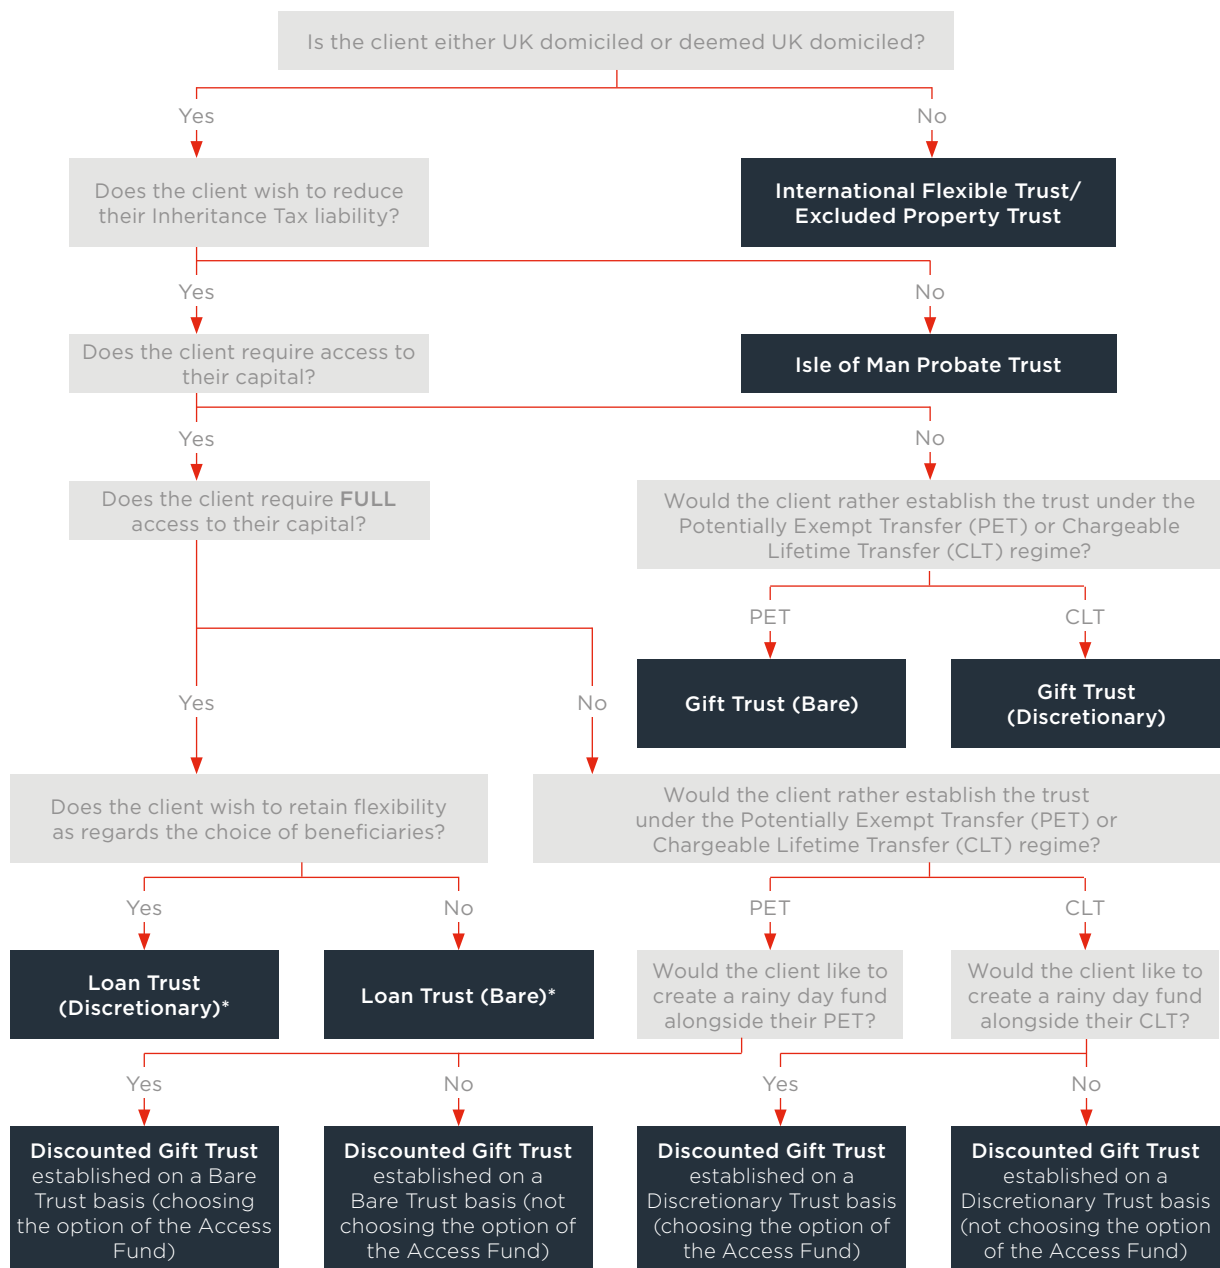 Is the client either UK domiciled or deemed UK domiciled?
Yes
No
Does the client wish to reduce
their Inheritance Tax liability?
International Flexible Trust/
Excluded Property Trust
Yes
No
Does the client require access to
their capital?
Isle of Man Probate Trust
Yes
No
Does the client require FULL
access to their capital?
Would the client rather establish the trust under the
Potentially Exempt Transfer (PET) or Chargeable
Lifetime Transfer (CLT) regime?
PET
CLT
Gift Trust (Bare)
Gift Trust
(Discretionary)
Yes
No
Does the client wish to retain flexibility
as regards the choice of beneficiaries?
Would the client rather establish the trust
under the Potentially Exempt Transfer (PET) or
Chargeable Lifetime Transfer (CLT) regime?
Yes
No
PET
CLT
Loan Trust
(Discretionary)*
Loan Trust (Bare)*
Would the client like to
create a rainy day fund
alongside their PET?
Would the client like to
create a rainy day fund
alongside their CLT?
Yes
No
Yes
No
Discounted Gift Trust
established on a Bare
Trust basis (choosing
the option of the Access
Fund)
Discounted Gift Trust
established on a
Bare Trust basis (not
choosing the option of
the Access Fund)
Discounted Gift Trust
established on a
Discretionary Trust basis
(choosing the option of
the Access Fund)
Discounted Gift Trust
established on a
Discretionary Trust basis
(not choosing the option
of the Access Fund)